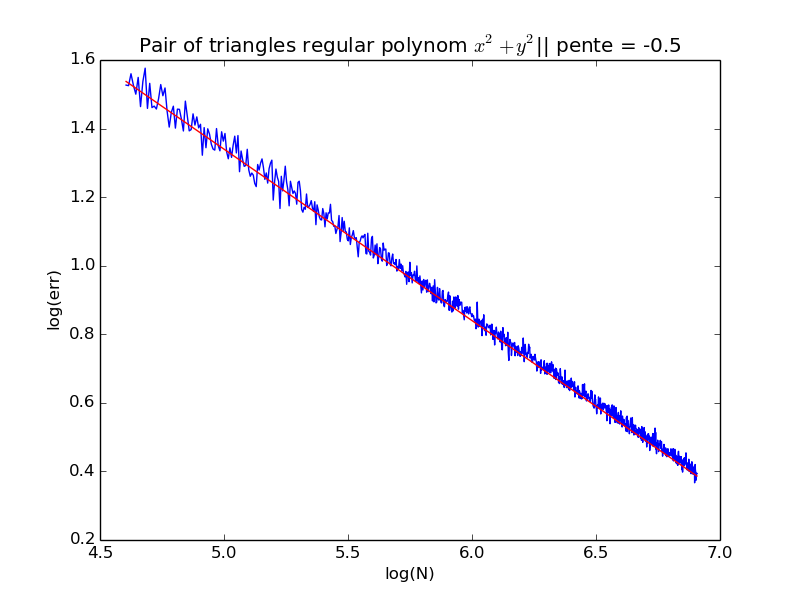 Pair of triangles regular polynom x² + y² || pente = -0.5
1.6
1.4
1.2
1.0
0.8
0.6
0.4
0.2
log(err)
4.5 5.0 5.5 6.0 6.5 7.0
log(N)